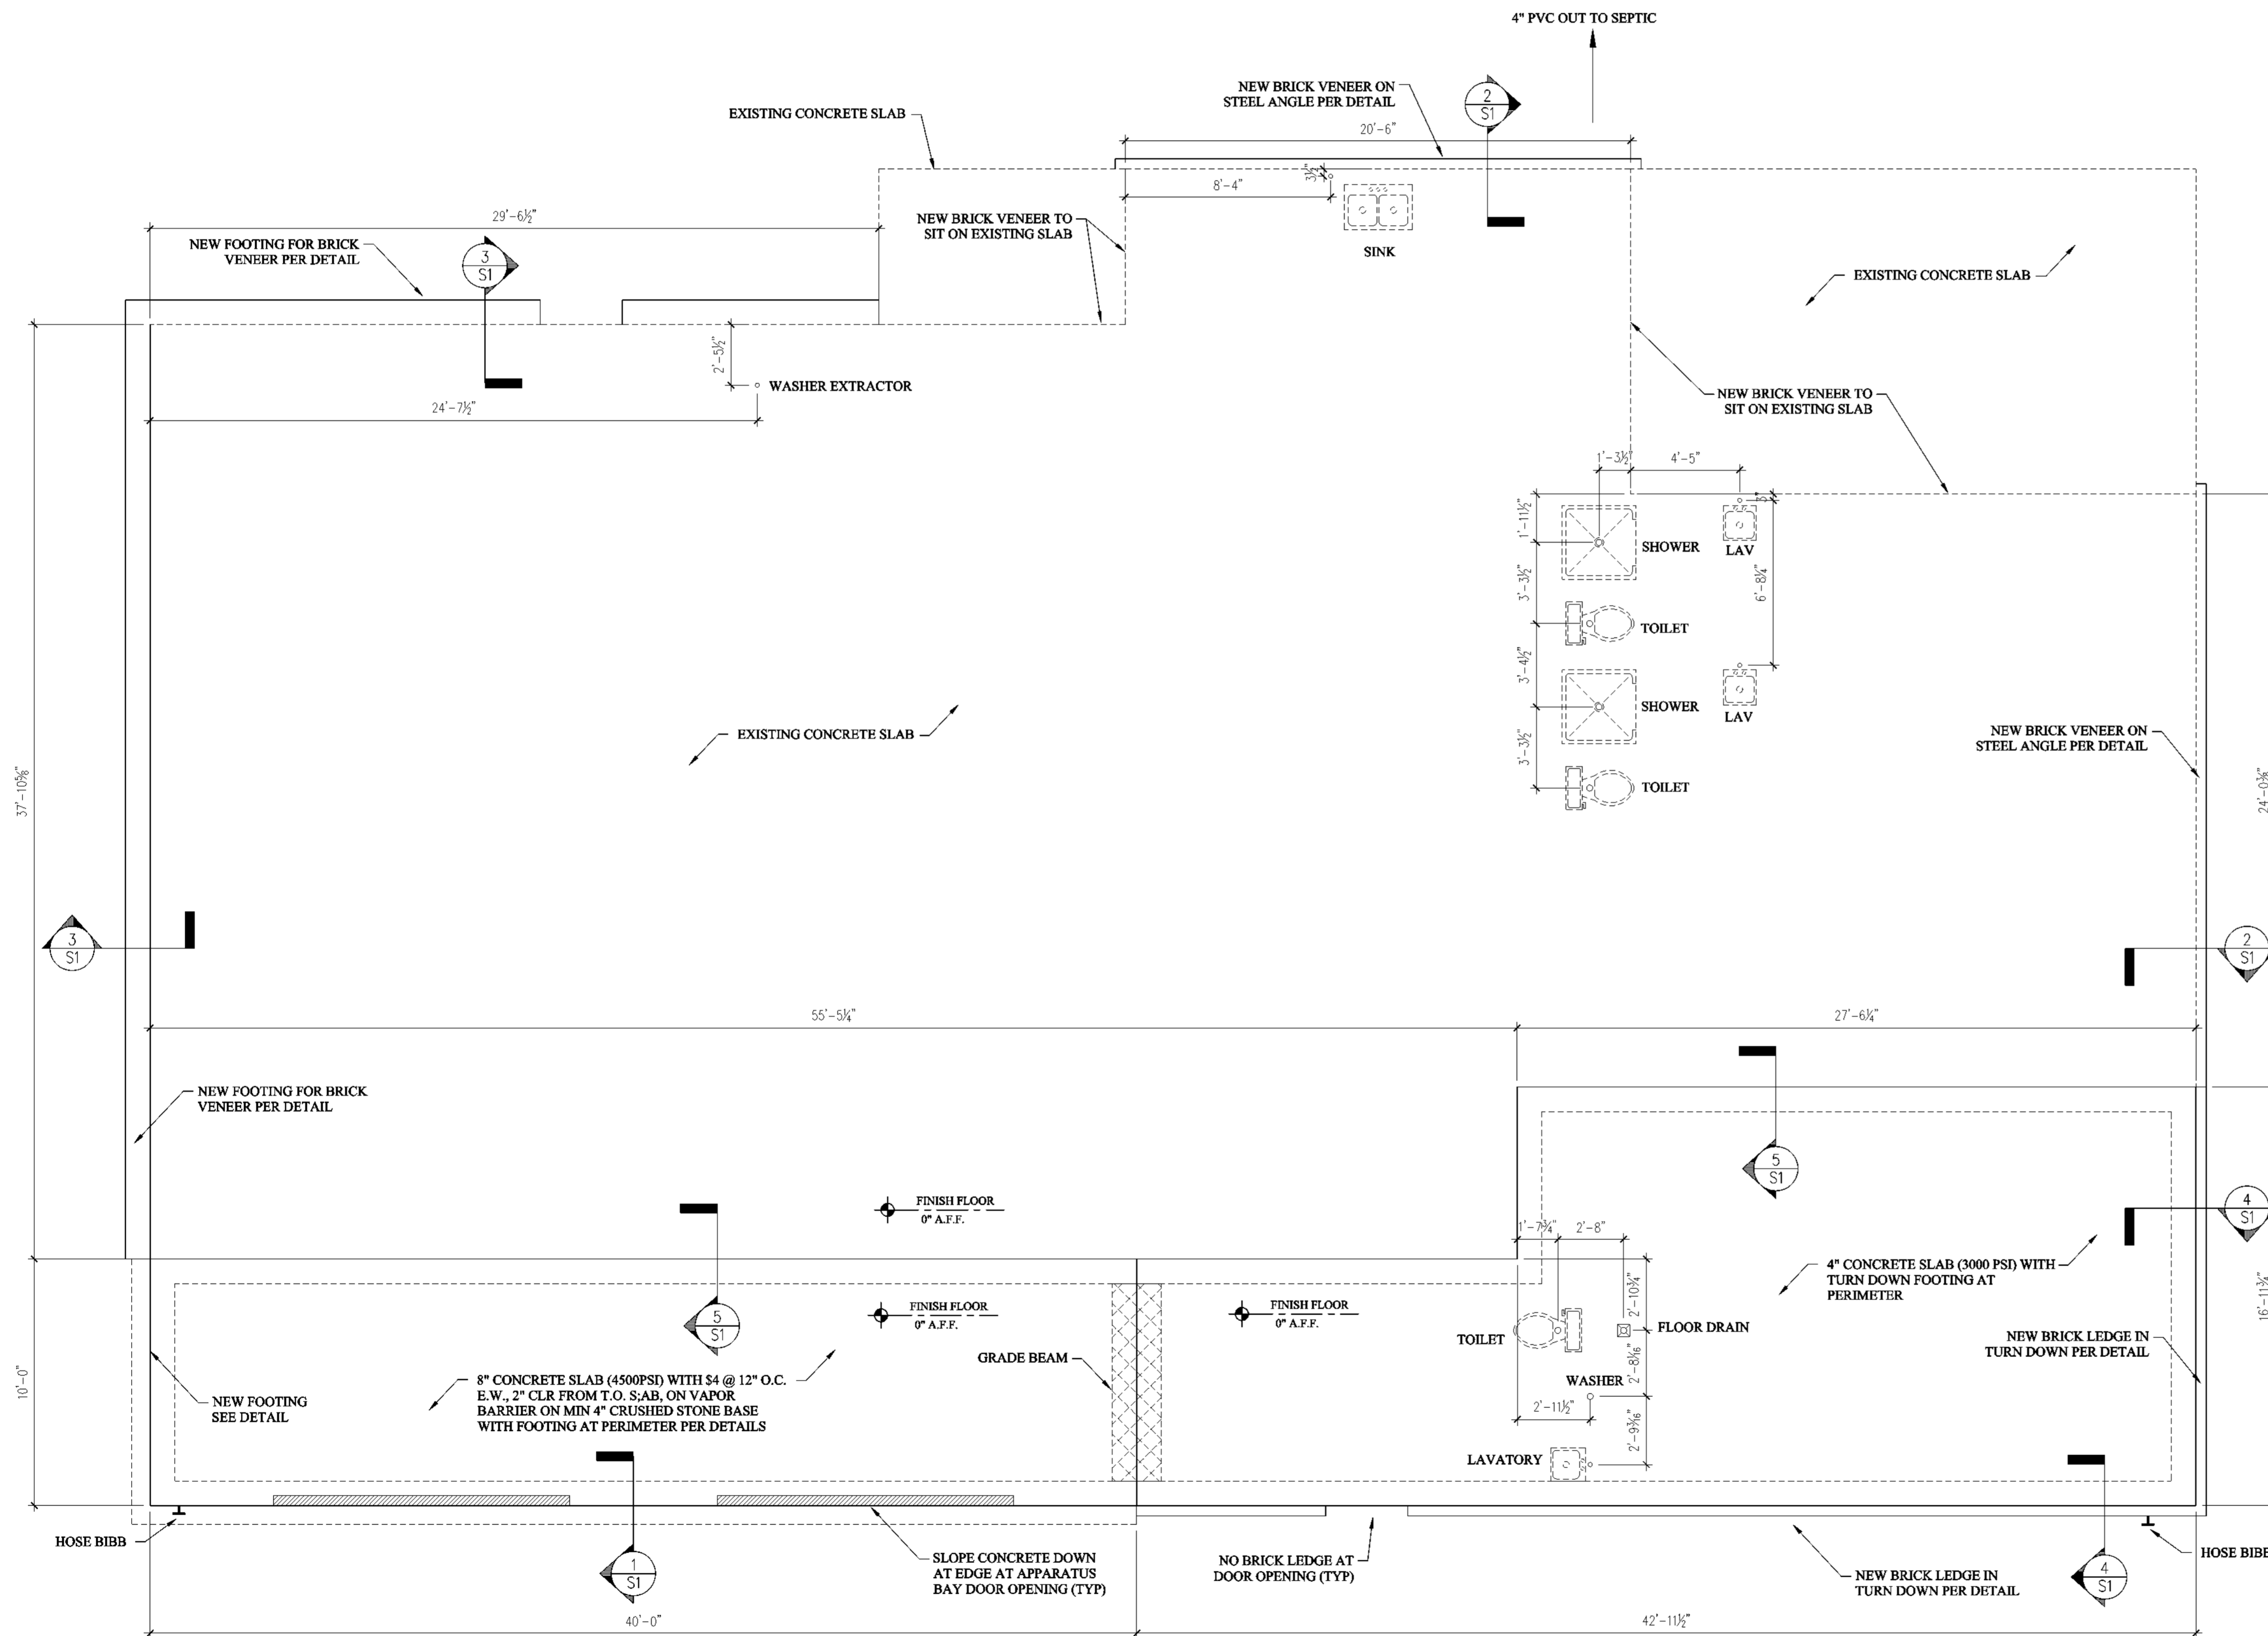 4" PVC OUT TO SEPTIC
NEW BRICK VENEER ON
STEEL ANGLE PER DETAIL
2
S1
EXISTING CONCRETE SLAB
20'-6"
3½"
8'-4"
29'-6½"
NEW BRICK VENEER TO
SIT ON EXISTING SLAB
SINK
NEW FOOTING FOR BRICK
VENEER PER DETAIL
3
S1
EXISTING CONCRETE SLAB
2'-5½"
WASHER EXTRACTOR
24'-7½"
NEW BRICK VENEER TO
SIT ON EXISTING SLAB
1'-3½"
4'-5"
3"
1'-11½"
SHOWER
LAV
3'-3½"
6'-8¼"
TOILET
3'-4½"
SHOWER
LAV
EXISTING CONCRETE SLAB
NEW BRICK VENEER ON
STEEL ANGLE PER DETAIL
3'-3½"
TOILET
37'-10⅝"
24'-0⅜"
3
S1
2
S1
55'-5¼"
27'-6¼"
NEW FOOTING FOR BRICK
VENEER PER DETAIL
5
S1
FINISH FLOOR
0" A.F.F.
4
S1
1'-7¾"
2'-8"
4" CONCRETE SLAB (3000 PSI) WITH
TURN DOWN FOOTING AT
PERIMETER
2'-10¾"
16'-11¾"
FINISH FLOOR
0" A.F.F.
FINISH FLOOR
0" A.F.F.
5
S1
TOILET
FLOOR DRAIN
NEW BRICK LEDGE IN
TURN DOWN PER DETAIL
GRADE BEAM
2'-8⁄16"
WASHER
10'-0"
8" CONCRETE SLAB (4500PSI) WITH $4 @ 12" O.C.
E.W., 2" CLR FROM T.O. S;AB, ON VAPOR
BARRIER ON MIN 4" CRUSHED STONE BASE
WITH FOOTING AT PERIMETER PER DETAILS
NEW FOOTING
SEE DETAIL
2'-11½"
2'-9³⁄₁₆"
LAVATORY
HOSE BIBB
SLOPE CONCRETE DOWN
AT EDGE AT APPARATUS
BAY DOOR OPENING (TYP)
NO BRICK LEDGE AT
DOOR OPENING (TYP)
HOSE BIBB
1
S1
NEW BRICK LEDGE IN
TURN DOWN PER DETAIL
4
S1
40'-0"
42'-11½"